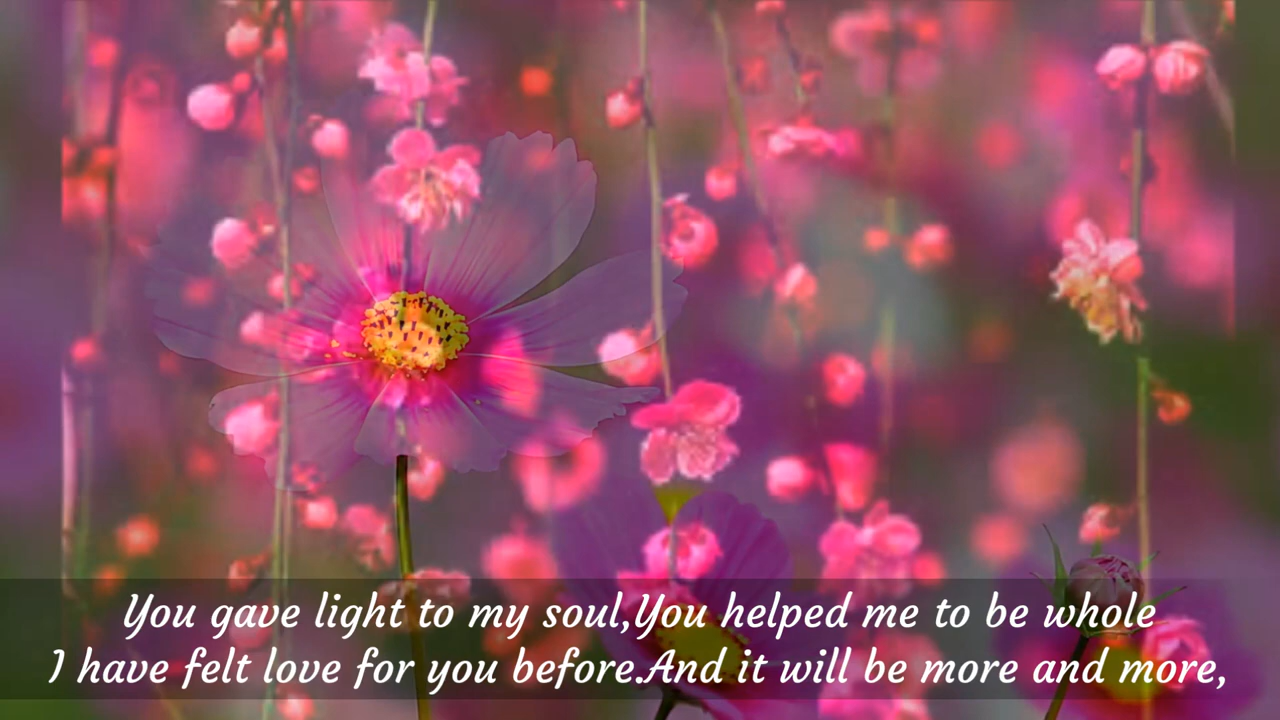 You gave light to my soul,You helped me to be whole
I have felt love for you before.And it will be more and more,